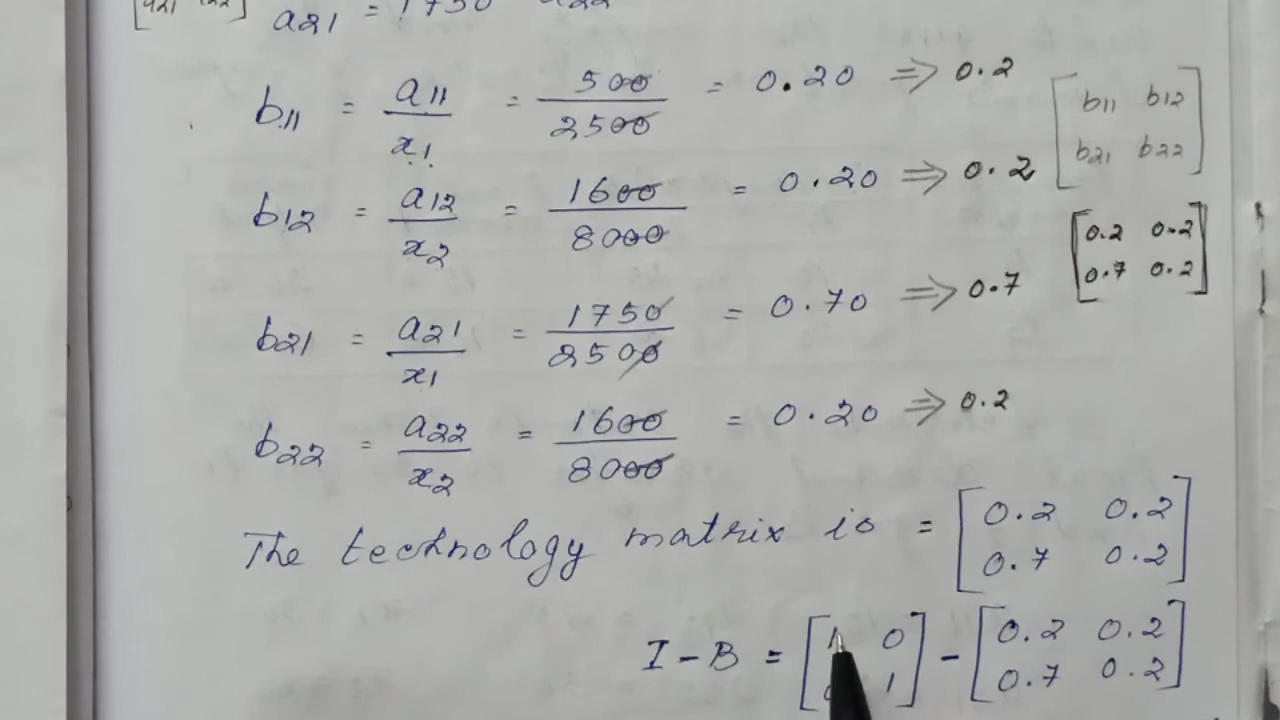 a21 = 1750 a22
b11 = a11/x1 = 500/2500 = 0.20 ⇒ 0.2
[b11 b12
b21 b22]
b12 = a12/x2 = 1600/8000 = 0.20 ⇒ 0.2
[0.2 0.2
0.7 0.2]
b21 = a21/x1 = 1750/2500 = 0.70 ⇒ 0.7
b22 = a22/x2 = 1600/8000 = 0.20 ⇒ 0.2
The technology matrix is = [0.2 0.2
0.7 0.2]
I - B = [1 0] - [0.2 0.2]
1 0.7 0.2